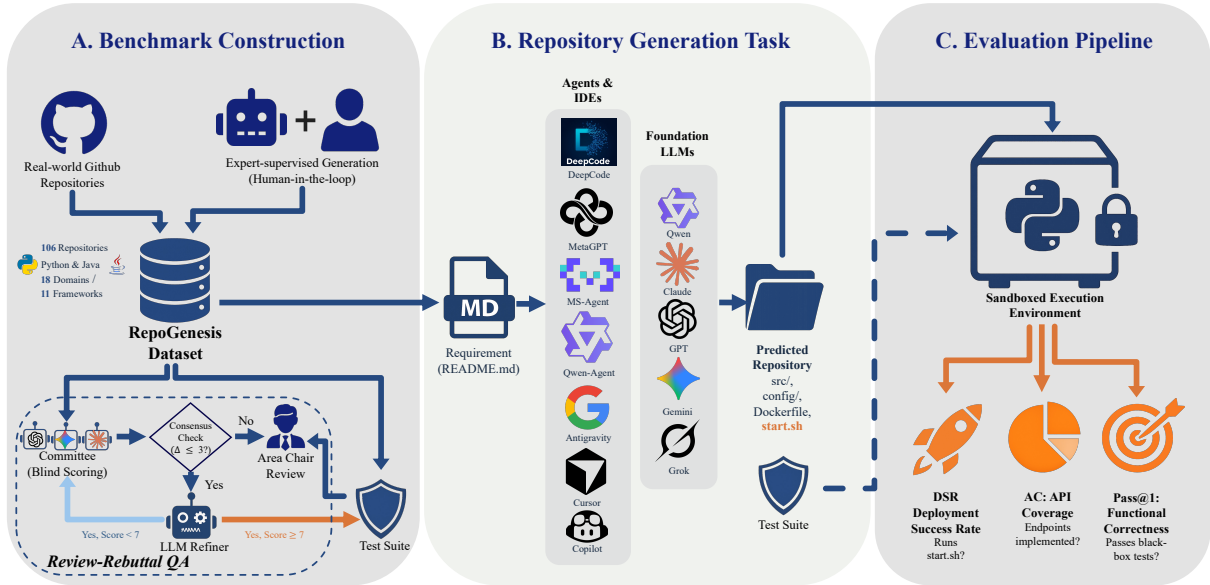 A. Benchmark Construction
Real-world Github
Repositories
Expert-supervised Generation
(Human-in-the-loop)
106 Repositories
Python & Java
18 Domains /
11 Frameworks
RepoGenesis
Dataset
Committee
(Blind Scoring)
Consensus
Check
(Δ ≤ 3?)
No
Area Chair
Review
Yes
Yes, Score < 7
LLM Refiner
Yes, Score ≥ 7
Test Suite
Review-Rebuttal QA
B. Repository Generation Task
MD
Requirement
(README.md)
Agents &
IDEs
DeepCode
DeepCode
MetaGPT
MS-Agent
Qwen-Agent
Antigravity
Cursor
Copilot
Foundation
LLMs
Qwen
Claude
GPT
Gemini
Grok
Predicted
Repository
src/,
config/,
Dockerfile,
start.sh
Test Suite
C. Evaluation Pipeline
Sandboxed Execution
Environment
DSR
Deployment
Success Rate
Runs
start.sh?
AC: API
Coverage
Endpoints
implemented?
Pass@1:
Functional
Correctness
Passes black-
box tests?